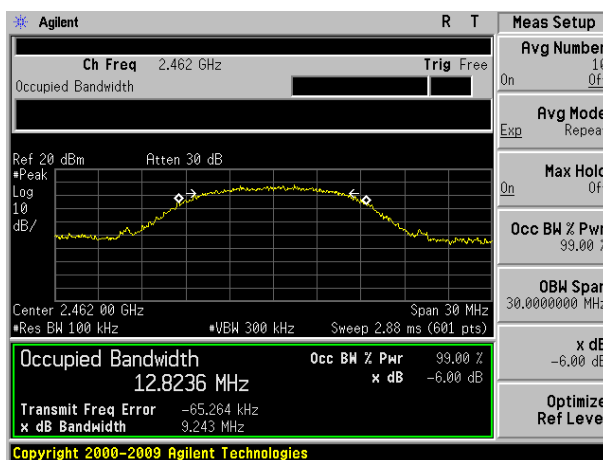 Agilent R T
Ch Freq 2.462 GHz Trig Free
Occupied Bandwidth
Ref 20 dBm Atten 30 dB
#Peak
Log
10
dB/
Center 2.462 00 GHz Span 30 MHz
#Res BW 100 kHz #VBW 300 kHz Sweep 2.88 ms (601 pts)
Occupied Bandwidth Occ BW % Pwr 99.00 %
12.8236 MHz x dB -6.00 dB
Transmit Freq Error -65.264 kHz
x dB Bandwidth 9.243 MHz
Copyright 2000-2009 Agilent Technologies
Meas Setup
Avg Number
10
On Of
Avg Mode
Exp Repea
Max Hold
On Of
Occ BW % Pwr
99.00 %
OBW Span
30.0000000 MHz
x dB
-6.00 dB
Optimize
Ref Leve